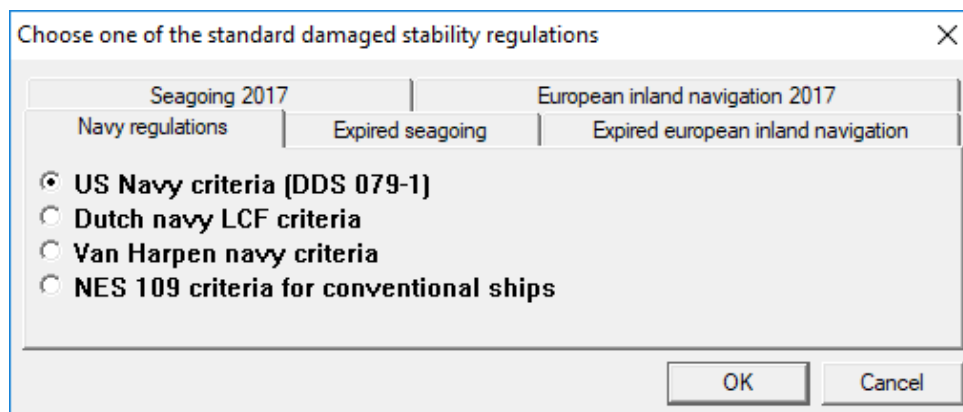 Choose one of the standard damaged stability regulations
Seagoing 2017 European inland navigation 2017
Navy regulations Expired seagoing Expired european inland navigation
US Navy criteria (DDS 079-1)
Dutch navy LCF criteria
Van Harpen navy criteria
NES 109 criteria for conventional ships
OK Cancel